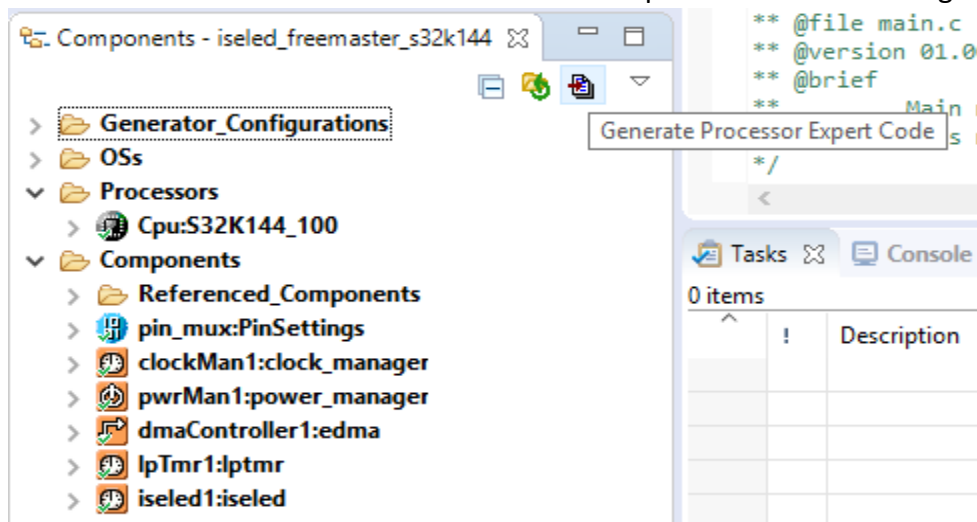 Components - iseled_freemaster_s32k144
Generator_Configurations
OSs
Processors
Cpu:S32K144_100
Components
Referenced_Components
pin_mux:PinSettings
clockMan1:clock_manager
pwrMan1:power_manager
dmaController1:edma
lpTmr1:lptmr
iseled1:iseled
Generate Processor Expert Code
** @file main.c
** @version 01.0
** @brief
** Main
*/
Tasks
Console
0 items
! Description